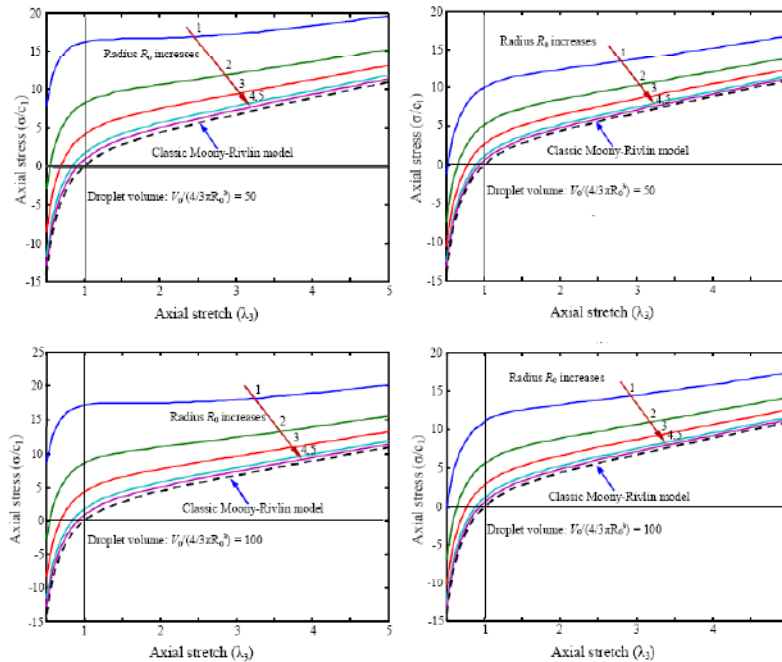 20
15
10
5
0
-5
-10
-15
Axial stress (σ/c₁)
1
Radius R₀ increases
2
3
4,5
Classic Moony-Rivlin model
Droplet volume: V₀/(4/3πR₀³) = 50
1 2 3 4 5
Axial stretch (λ₃)
20
15
10
5
0
-5
-10
-15
Axial stress (σ/c₁)
Radius R₀ increases
1
2
3
4,5
Classic Moony-Rivlin model
Droplet volume: V₀/(4/3πR₀³) = 50
1 2 3 4
Axial stretch (λ₃)
25
20
15
10
5
0
-5
-10
-15
Axial stress (σ/c₁)
1
Radius R₀ increases
2
3
4,5
Classic Moony-Rivlin model
Droplet volume: V₀/(4/3πR₀³) = 100
1 2 3 4 5
Axial stretch (λ₃)
20
15
10
5
0
-5
-10
-15
Axial stress (σ/c₁)
Radius R₀ increases
1
2
3
4,5
Classic Moony-Rivlin model
Droplet volume: V₀/(4/3πR₀³) = 100
1 2 3 4
Axial stretch (λ₃)